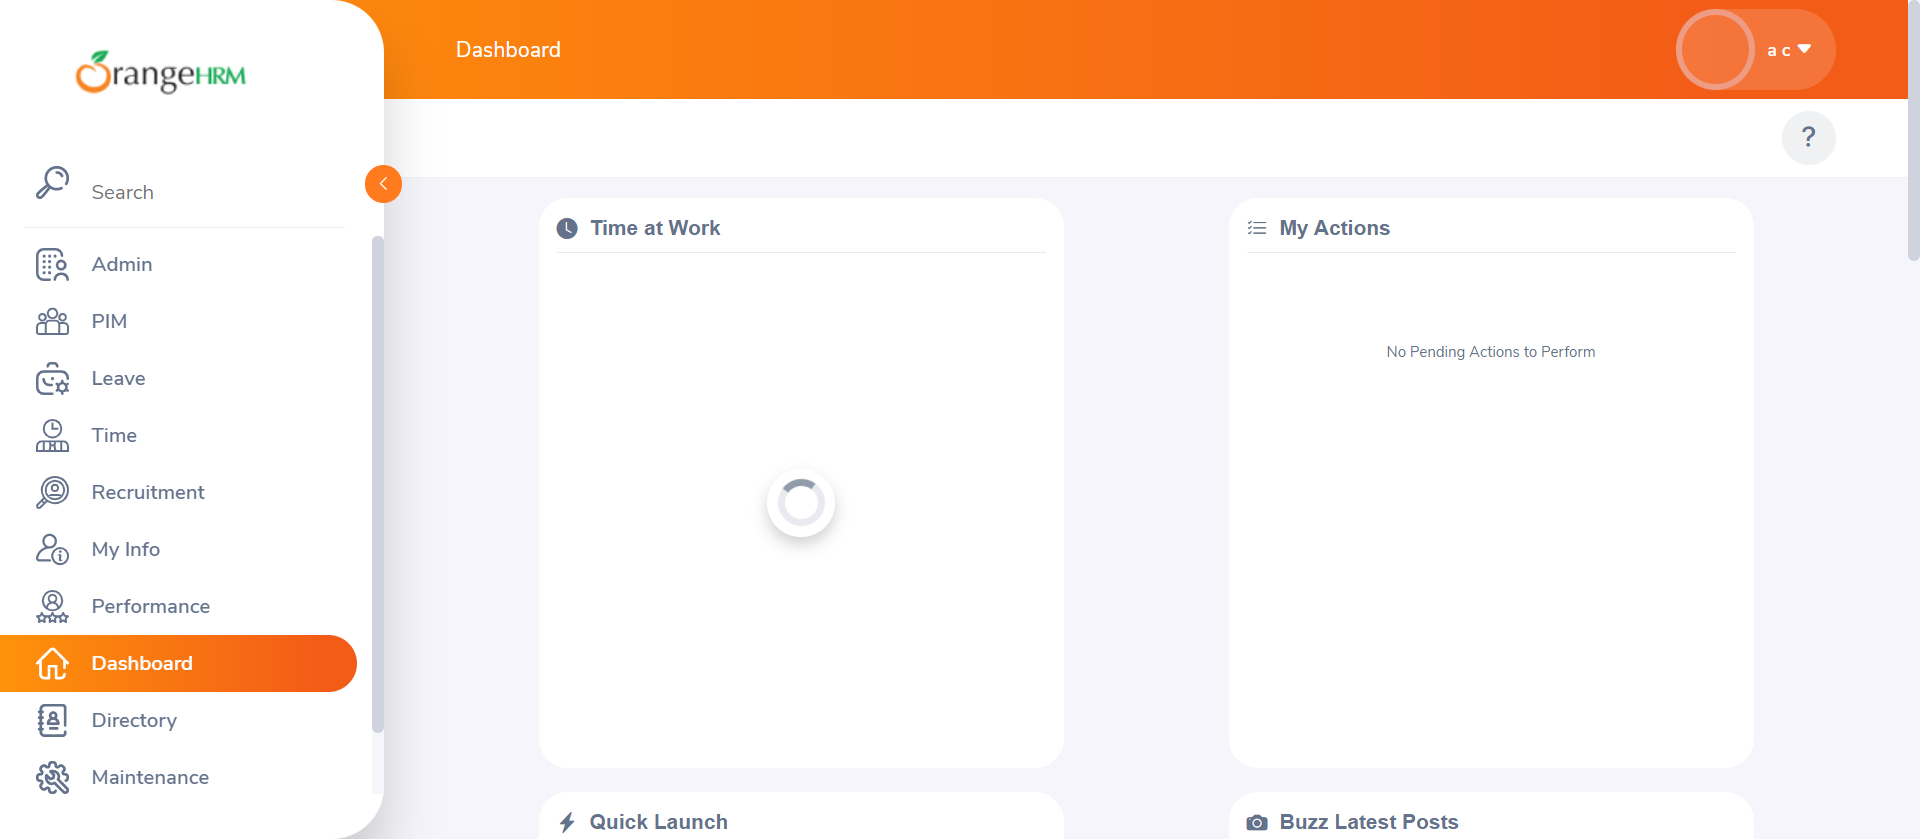 OrangeHRM
Search
Admin
PIM
Leave
Time
Recruitment
My Info
Performance
Dashboard
Directory
Maintenance
Dashboard
a c
?
Time at Work
My Actions
No Pending Actions to Perform
Quick Launch
Buzz Latest Posts